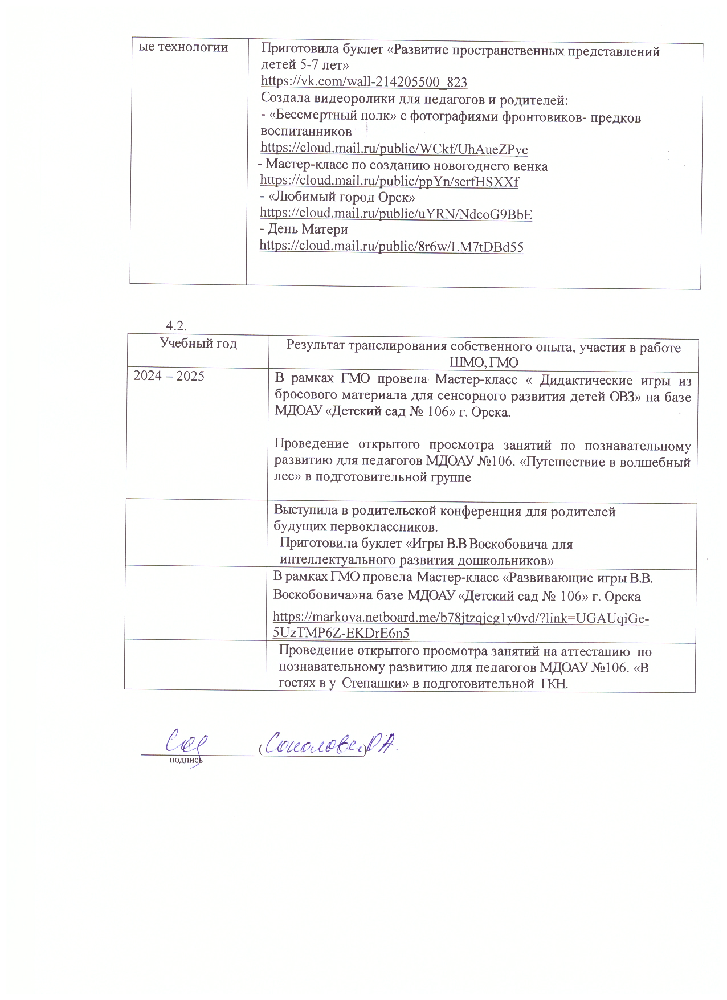 ые технологии
Приготовила буклет «Развитие пространственных представлений
детей 5-7 лет»
https://vk.com/wall-214205500_823
Создала видеоролики для педагогов и родителей:
- «Бессмертный полк» с фотографиями фронтовиков- предков
воспитанников
https://cloud.mail.ru/public/WCkf/UhAueZPye
- Мастер-класс по созданию новогоднего венка
https://cloud.mail.ru/public/ppYn/scrfHSXXf
- «Любимый город Орск»
https://cloud.mail.ru/public/uYRN/NdcoG9BbE
- День Матери
https://cloud.mail.ru/public/8r6w/LM7tDBd55
4.2.
Учебный год
Результат транслирования собственного опыта, участия в работе
ШМО, ГМО
2024 – 2025
В рамках ГМО провела Мастер-класс « Дидактические игры из
бросового материала для сенсорного развития детей ОВЗ» на базе
МДОАУ «Детский сад № 106» г. Орска.
Проведение открытого просмотра занятий по познавательному
развитию для педагогов МДОАУ №106. «Путешествие в волшебный
лес» в подготовительной группе
Выступила в родительской конференция для родителей
будущих первоклассников.
Приготовила буклет «Игры В.В Воскобовича для
интеллектуального развития дошкольников»
В рамках ГМО провела Мастер-класс «Развивающие игры В.В.
Воскобовича»на базе МДОАУ «Детский сад № 106» г. Орска
https://markova.netboard.me/b78jtzqjcg1y0vd/?link=UGAUqiGe-
5UzTMP6Z-EKDrE6n5
Проведение открытого просмотра занятий на аттестацию по
познавательному развитию для педагогов МДОАУ №106. «В
гостях в у Степашки» в подготовительной ГКН.
(Соколова А.)
подпись